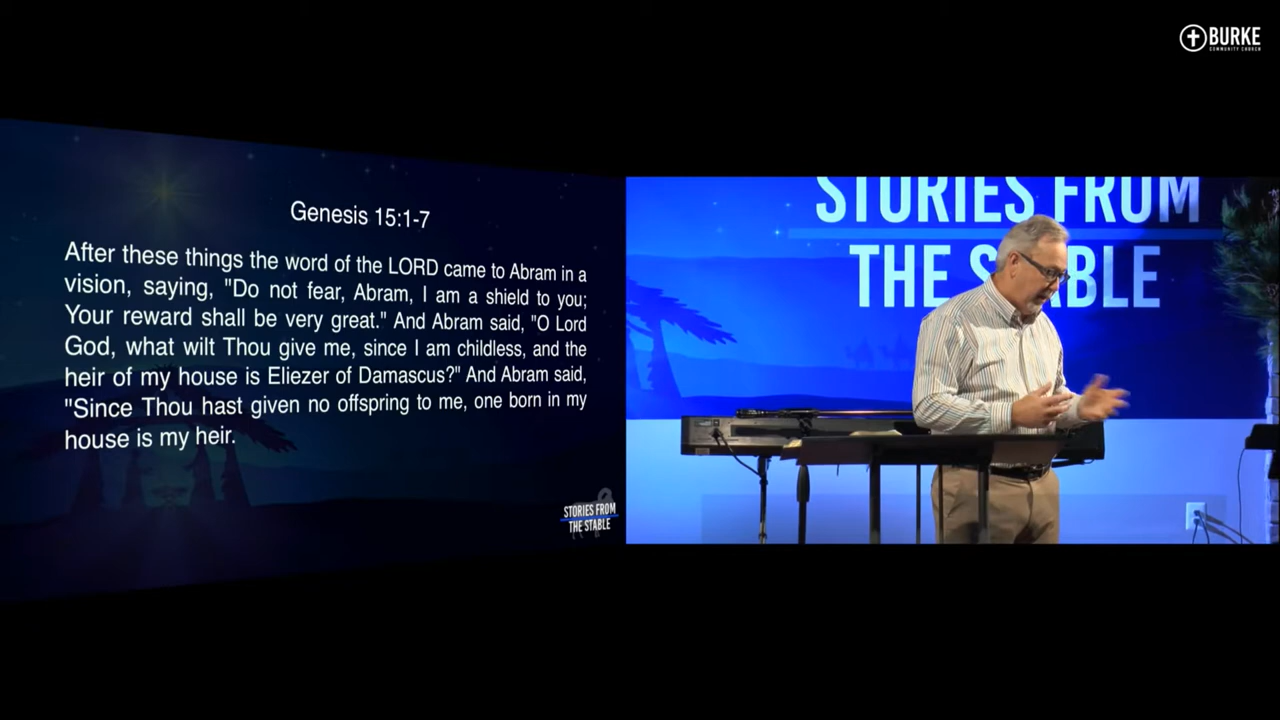 BURKE
COMMUNITY CHURCH
Genesis 15:1-7
After these things the word of the LORD came to Abram in a
vision, saying, "Do not fear, Abram, I am a shield to you;
Your reward shall be very great." And Abram said, "O Lord
God, what wilt Thou give me, since I am childless, and the
heir of my house is Eliezer of Damascus?" And Abram said,
"Since Thou hast given no offspring to me, one born in my
house is my heir.
STORIES FROM
THE STABLE
STORIES FROM
THE STABLE